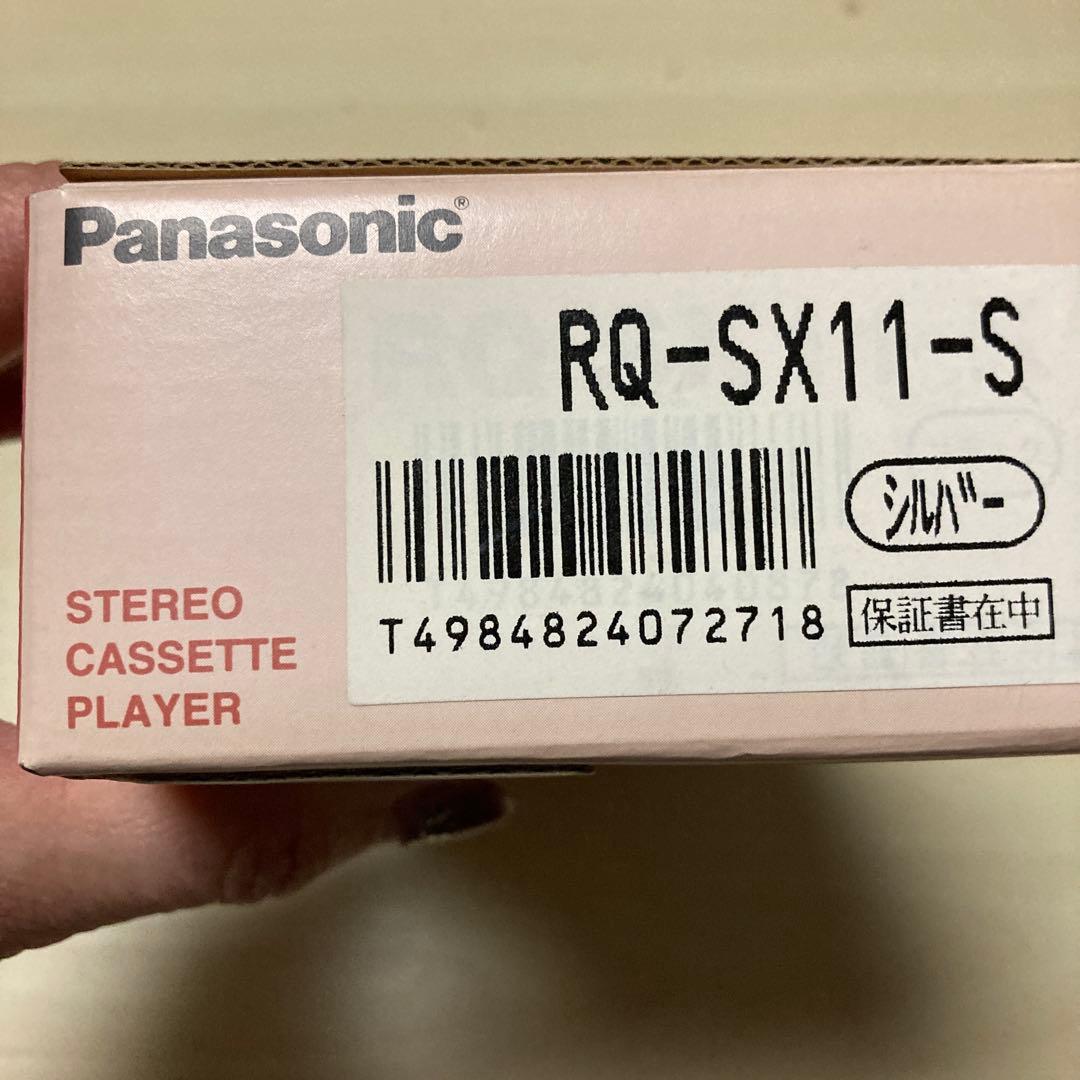 Panasonic®
RQ-SX11-S
シルバー
T4984824072718
保証書在中
STEREO
CASSETTE
PLAYER